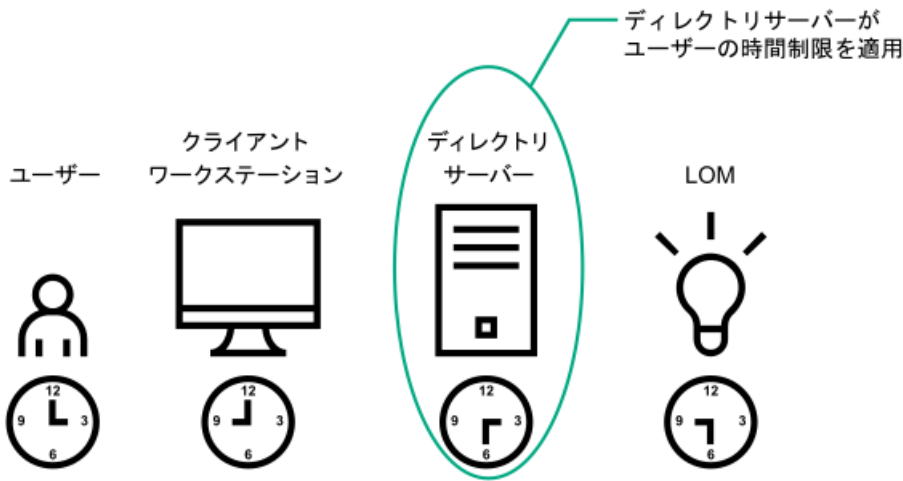 ディレクトリサーバーが
ユーザーの時間制限を適用
ユーザー
クライアント
ワークステーション
ディレクトリ
サーバー
LOM
12
9 3
6
12
9 3
6
12
9 3
6
12
9 3
6